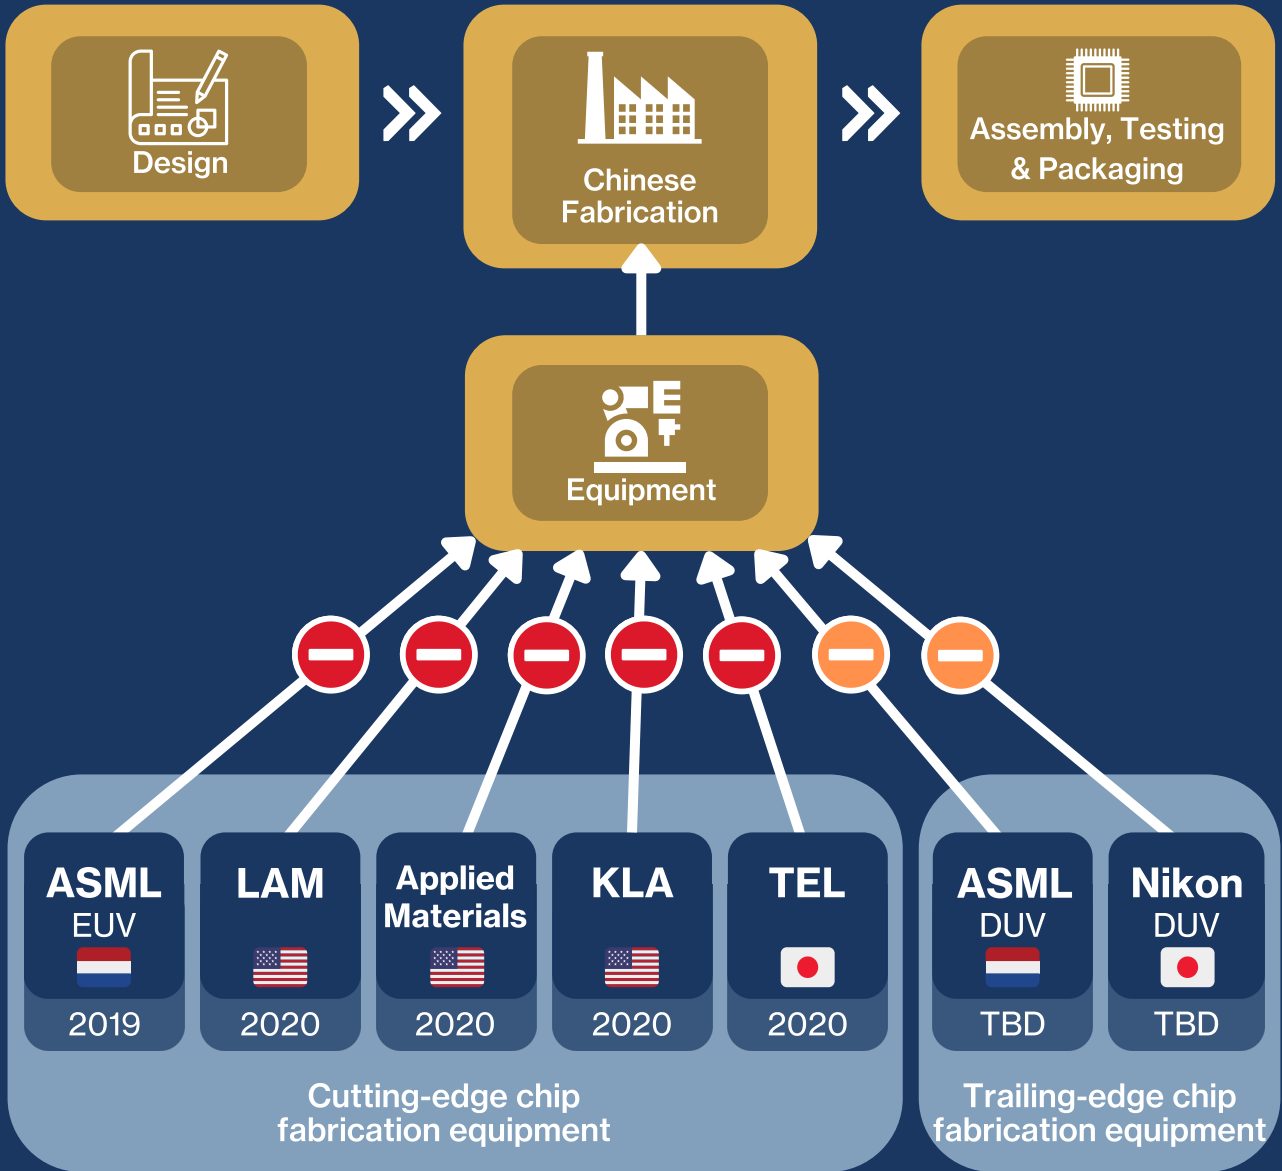 Design
Chinese
Fabrication
Assembly, Testing
& Packaging
Equipment
ASML
EUV
2019
LAM
2020
Applied
Materials
2020
KLA
2020
TEL
2020
ASML
DUV
TBD
Nikon
DUV
TBD
Cutting-edge chip
fabrication equipment
Trailing-edge chip
fabrication equipment